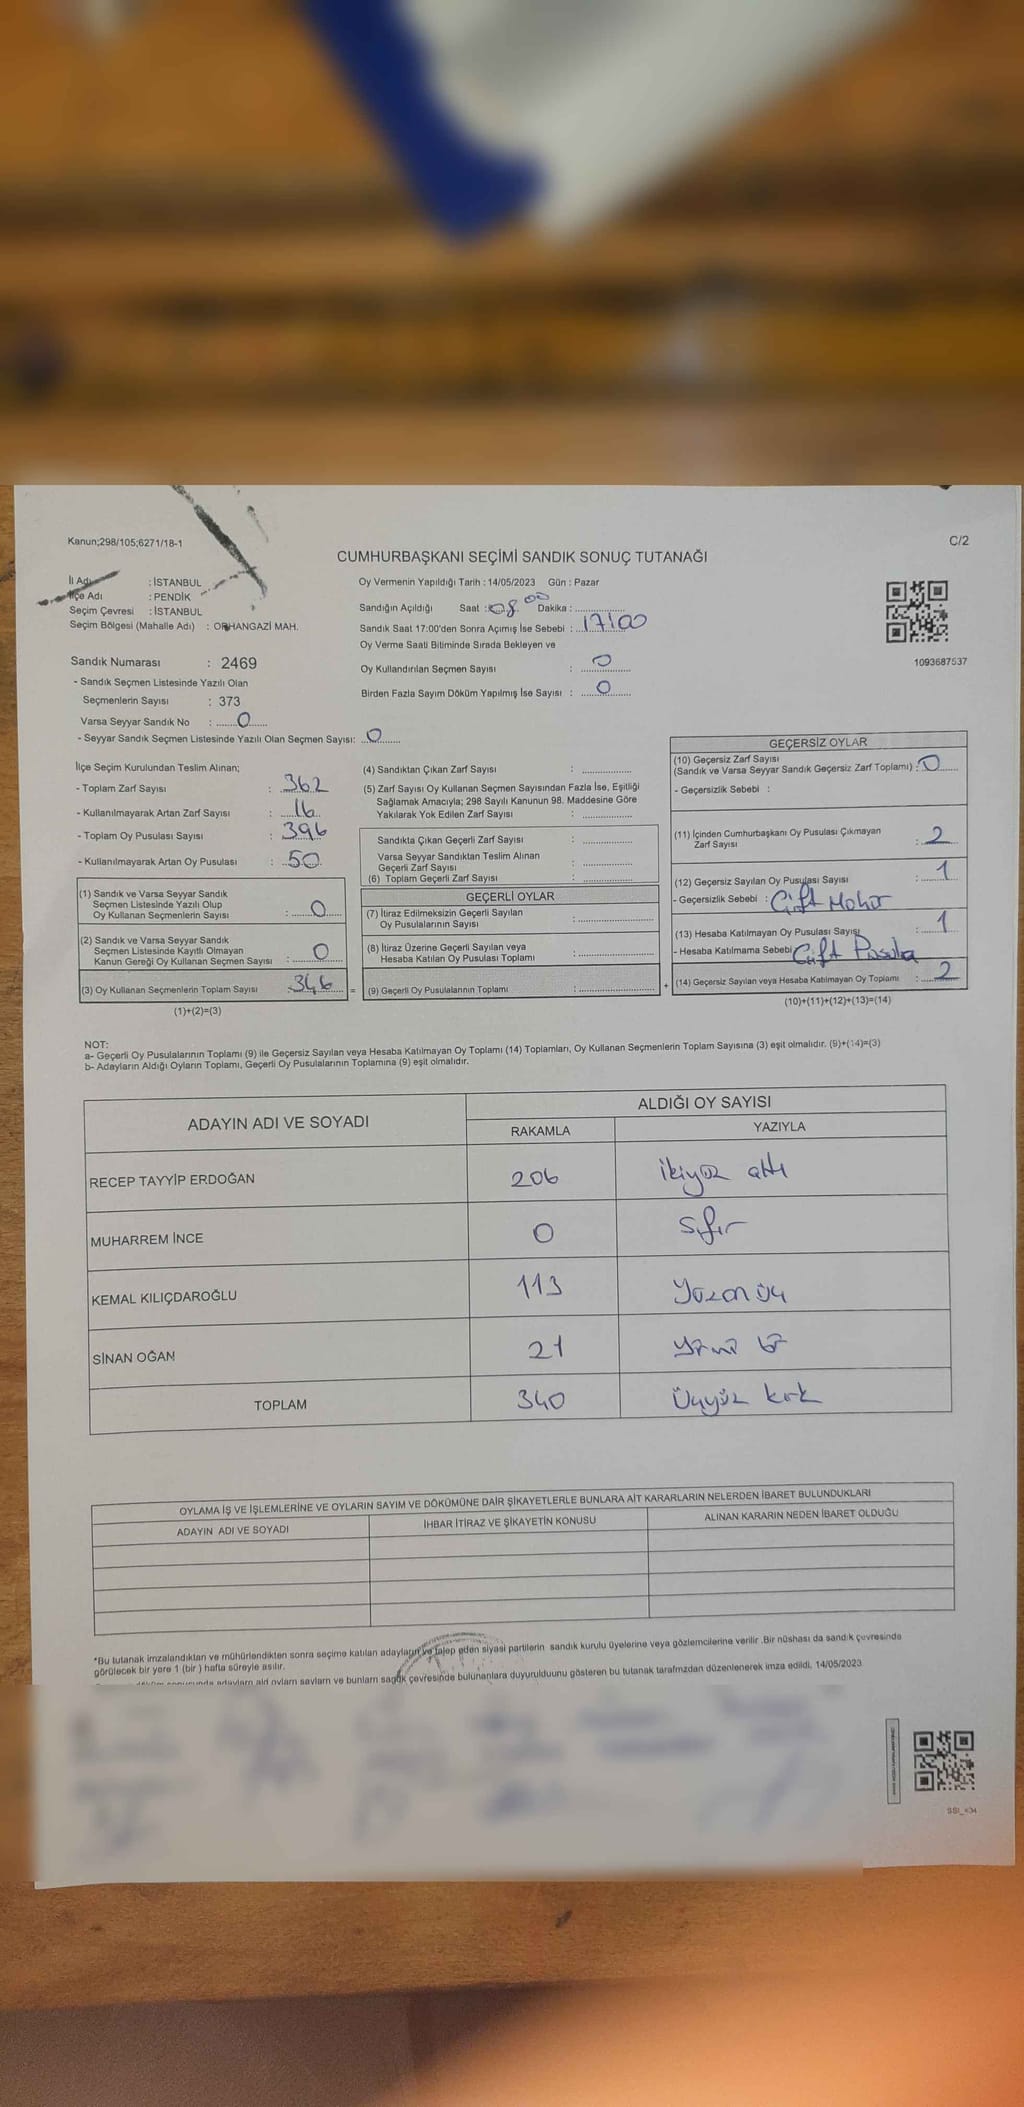 Kanun;298/105;6271/18-1
C/2
CUMHURBAŞKANI SEÇİMİ SANDIK SONUÇ TUTANAĞI
İl Adı : İSTANBUL
İlçe Adı : PENDİK
Seçim Çevresi : İSTANBUL
Seçim Bölgesi (Mahalle Adı) : ORHANGAZİ MAH.
Sandık Numarası : 2469
- Sandık Seçmen Listesinde Yazılı Olan
Seçmenlerin Sayısı : 373
Varsa Seyyar Sandık No : 0
- Seyyar Sandık Seçmen Listesinde Yazılı Olan Seçmen Sayısı: 0
Oy Vermenin Yapıldığı Tarih : 14/05/2023 Gün : Pazar
Sandığın Açıldığı Saat : 08 00 Dakika :
Sandık Saat 17:00'den Sonra Açımış İse Sebebi : 17:00
Oy Verme Saati Bitiminde Sırada Bekleyen ve
Oy Kullandırılan Seçmen Sayısı : 0
Birden Fazla Sayım Döküm Yapılmış İse Sayısı : 0
1093687537
İlçe Seçim Kurulundan Teslim Alınan;
- Toplam Zarf Sayısı : 362
- Kullanılmayarak Artan Zarf Sayısı : 16
- Toplam Oy Pusulası Sayısı : 396
- Kullanılmayarak Artan Oy Pusulası : 50
(1) Sandık ve Varsa Seyyar Sandık
Seçmen Listesinde Yazılı Olup
Oy Kullanan Seçmenlerin Sayısı : 0
(2) Sandık ve Varsa Seyyar Sandık
Seçmen Listesinde Kayıtlı Olmayan
Kanun Gereği Oy Kullanan Seçmen Sayısı : 0
(3) Oy Kullanan Seçmenlerin Toplam Sayısı : 346 =
(1)+(2)=(3)
(4) Sandıktan Çıkan Zarf Sayısı :
(5) Zarf Sayısı Oy Kullanan Seçmen Sayısından Fazla İse, Eşitliği
Sağlamak Amacıyla; 298 Sayılı Kanunun 98. Maddesine Göre
Yakılarak Yok Edilen Zarf Sayısı :
Sandıkta Çıkan Geçerli Zarf Sayısı :
Varsa Seyyar Sandıktan Teslim Alınan
Geçerli Zarf Sayısı :
(6) Toplam Geçerli Zarf Sayısı :
GEÇERLİ OYLAR
(7) İtiraz Edilmeksizin Geçerli Sayılan
Oy Pusulalarının Sayısı :
(8) İtiraz Üzerine Geçerli Sayılan veya
Hesaba Katılan Oy Pusulası Toplamı :
(9) Geçerli Oy Pusulalarının Toplamı : +
GEÇERSİZ OYLAR
(10) Geçersiz Zarf Sayısı
(Sandık ve Varsa Seyyar Sandık Geçersiz Zarf Toplamı) : 0
- Geçersizlik Sebebi :
(11) İçinden Cumhurbaşkanı Oy Pusulası Çıkmayan
Zarf Sayısı : 2
(12) Geçersiz Sayılan Oy Pusulası Sayısı : 1
- Geçersizlik Sebebi : Çift Mühür
(13) Hesaba Katılmayan Oy Pusulası Sayısı : 1
- Hesaba Katılmama Sebebi: Çift Pusula
(14) Geçersiz Sayılan veya Hesaba Katılmayan Oy Toplamı : 2
(10)+(11)+(12)+(13)=(14)
NOT:
a- Geçerli Oy Pusulalarının Toplamı (9) ile Geçersiz Sayılan veya Hesaba Katılmayan Oy Toplamı (14) Toplamları, Oy Kullanan Seçmenlerin Toplam Sayısına (3) eşit olmalıdır. (9)+(14)=(3)
b- Adayların Aldığı Oyların Toplamı, Geçerli Oy Pusulalarının Toplamına (9) eşit olmalıdır.
ADAYIN ADI VE SOYADI
ALDIĞI OY SAYISI
RAKAMLA YAZIYLA
RECEP TAYYİP ERDOĞAN 206 ikiyüz altı
MUHARREM İNCE 0 Sıfır
KEMAL KILIÇDAROĞLU 113 Yüzonüç
SİNAN OĞAN 21 Yirmi bir
TOPLAM 340 Üçyüz kırk
OYLAMA İŞ VE İŞLEMLERİNE VE OYLARIN SAYIM VE DÖKÜMÜNE DAİR ŞİKAYETLERLE BUNLARA AİT KARARLARIN NELERDEN İBARET BULUNDUKLARI
ADAYIN ADI VE SOYADI İHBAR İTİRAZ VE ŞİKAYETİN KONUSU ALINAN KARARIN NEDEN İBARET OLDUĞU
*Bu tutanak imzalandıktan ve mühürlendikten sonra seçime katılan adayların ve talep eden siyasi partilerin sandık kurulu üyelerine veya gözlemcilerine verilir .Bir nüshası da sandık çevresinde
görülecek bir yere 1 (bir ) hafta süreyle asılır.
adayların ald oyların sayların ve bunların sandık çevresinde bulunanlara duyurulduunu gösteren bu tutanak tarafmzdan düzenlenerek imza edildi. 14/05/2023